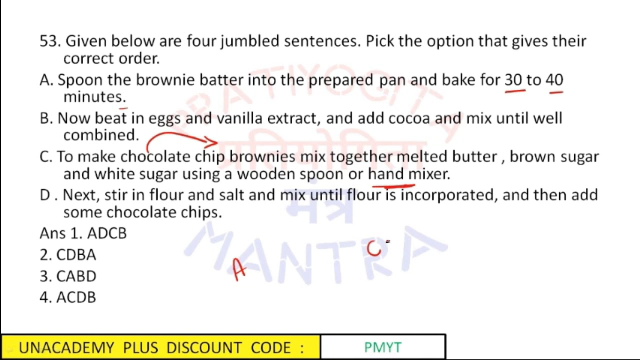 53. Given below are four jumbled sentences. Pick the option that gives their
correct order.
A. Spoon the brownie batter into the prepared pan and bake for 30 to 40
minutes.
B. Now beat in eggs and vanilla extract, and add cocoa and mix until well
combined.
C. To make chocolate chip brownies mix together melted butter , brown sugar
and white sugar using a wooden spoon or hand mixer.
D . Next, stir in flour and salt and mix until flour is incorporated, and then add
some chocolate chips.
Ans 1. ADCB
2. CDBA
3. CABD
4. ACDB
A
C
PRATIYOGITA
प्रतियोगिता
मंत्र
MANTRA
UNACADEMY PLUS DISCOUNT CODE :
PMYT